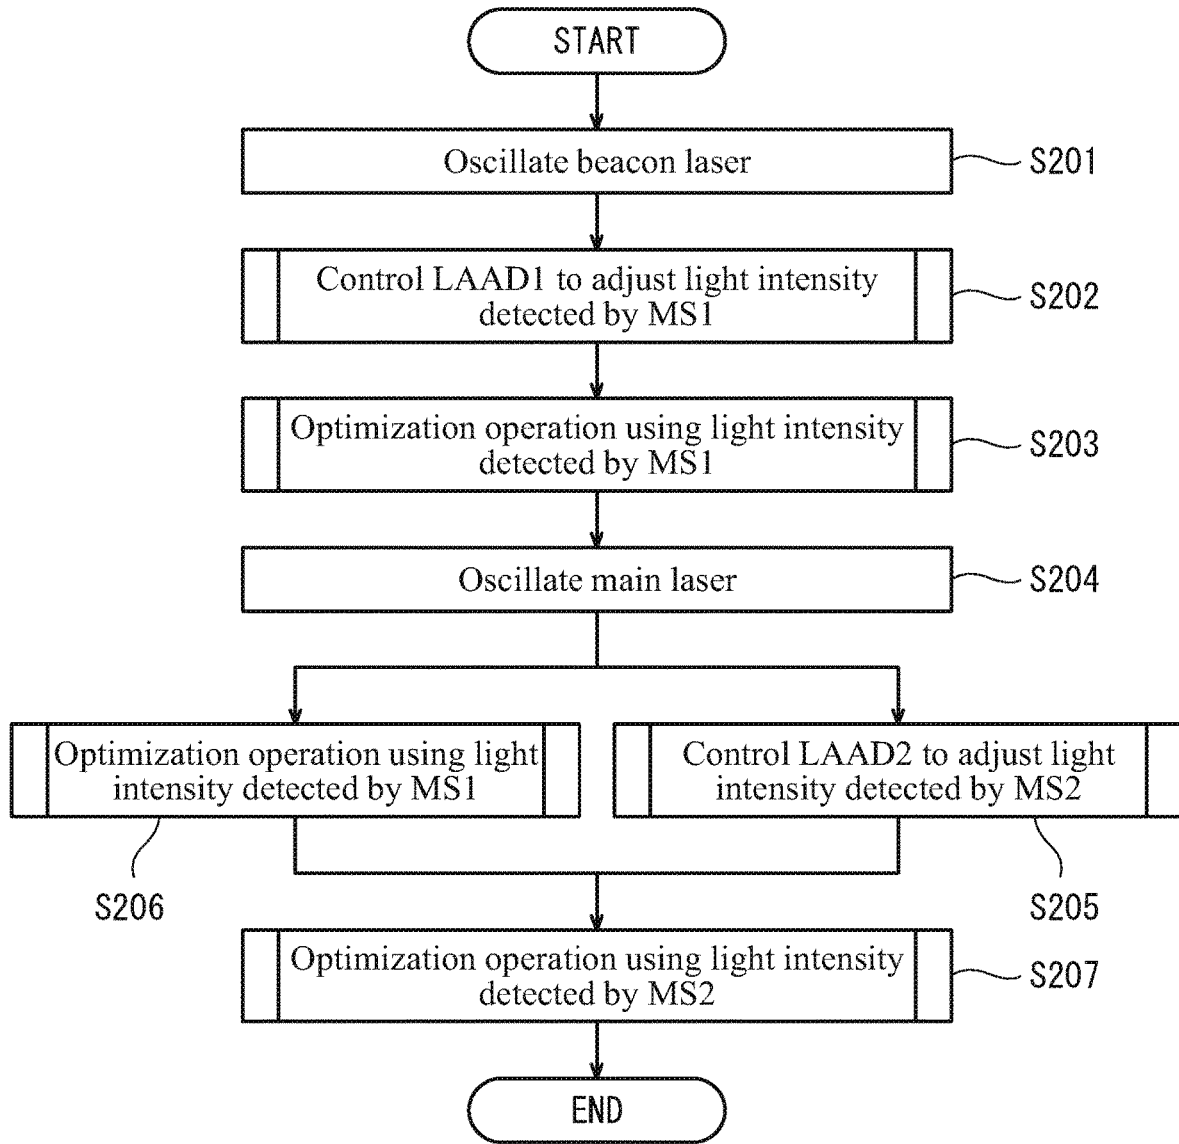 START
Oscillate beacon laser
S201
Control LAAD1 to adjust light intensity
detected by MS1
S202
Optimization operation using light intensity
detected by MS1
S203
Oscillate main laser
S204
Optimization operation using light
intensity detected by MS1
S206
Control LAAD2 to adjust light
intensity detected by MS2
S205
Optimization operation using light intensity
detected by MS2
S207
END